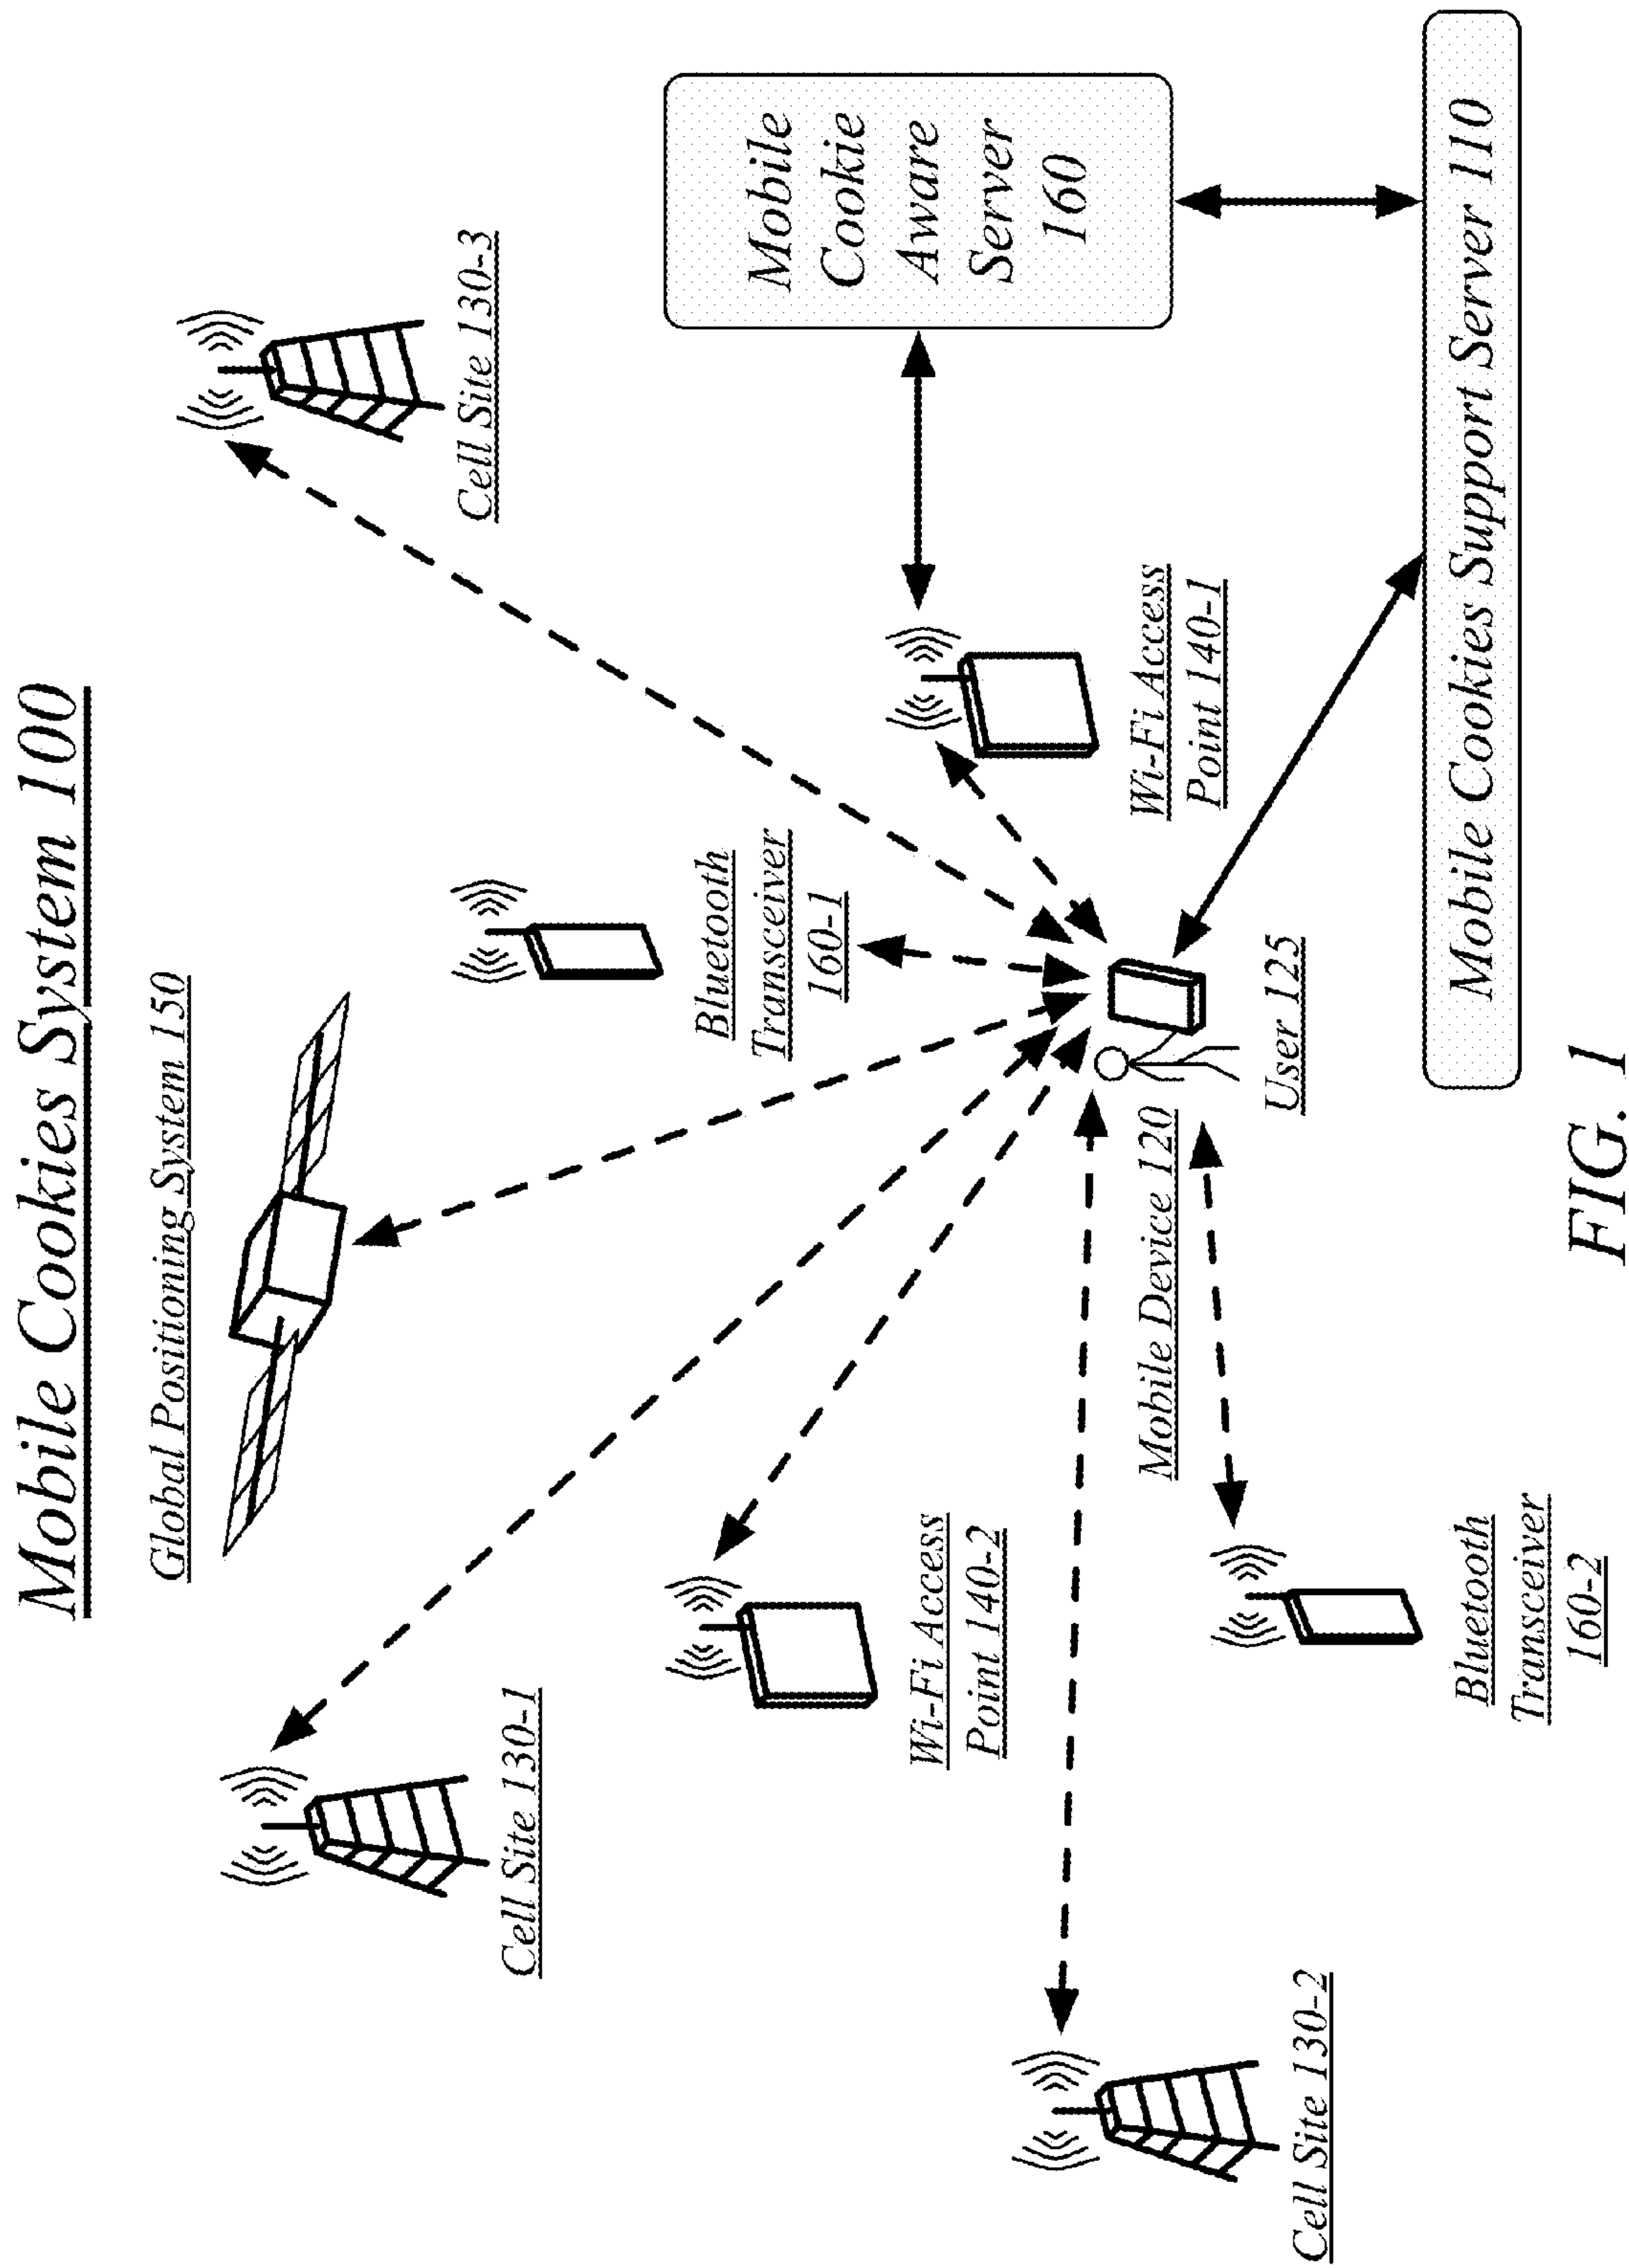 Mobile Cookies System 100
Global Positioning System 150
Cell Site 130-3
Cell Site 130-1
Bluetooth
Transceiver
160-1
Mobile
Cookie
Aware
Server
160
Wi-Fi Access
Point 140-2
Wi-Fi Access
Point 140-1
Mobile Device 120
User 125
Cell Site 130-2
Bluetooth
Transceiver
160-2
Mobile Cookies Support Server 110
FIG. 1